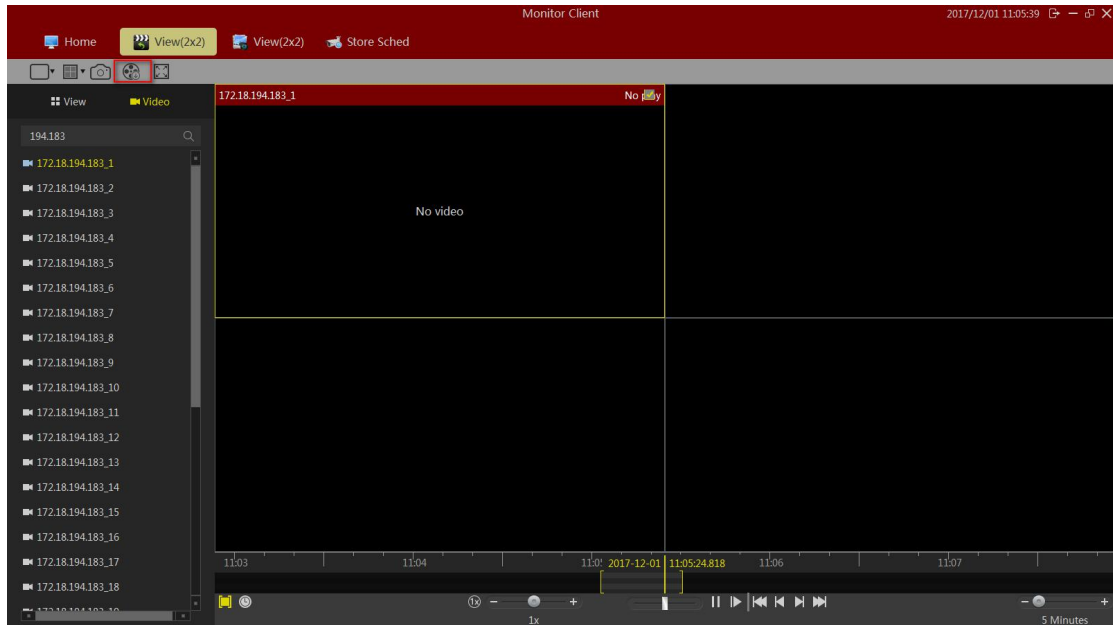 Monitor Client
2017/12/01 11:05:39
Home
View(2x2)
View(2x2)
Store Sched
View
Video
172.18.194.183_1
No play
194.183
172.18.194.183_1
172.18.194.183_2
172.18.194.183_3
No video
172.18.194.183_4
172.18.194.183_5
172.18.194.183_6
172.18.194.183_7
172.18.194.183_8
172.18.194.183_9
172.18.194.183_10
172.18.194.183_11
172.18.194.183_12
172.18.194.183_13
172.18.194.183_14
172.18.194.183_15
172.18.194.183_16
172.18.194.183_17
11:03
11:04
2017-12-01 11:05:24.818
11:06
11:07
172.18.194.183_18
1x
1x
5 Minutes